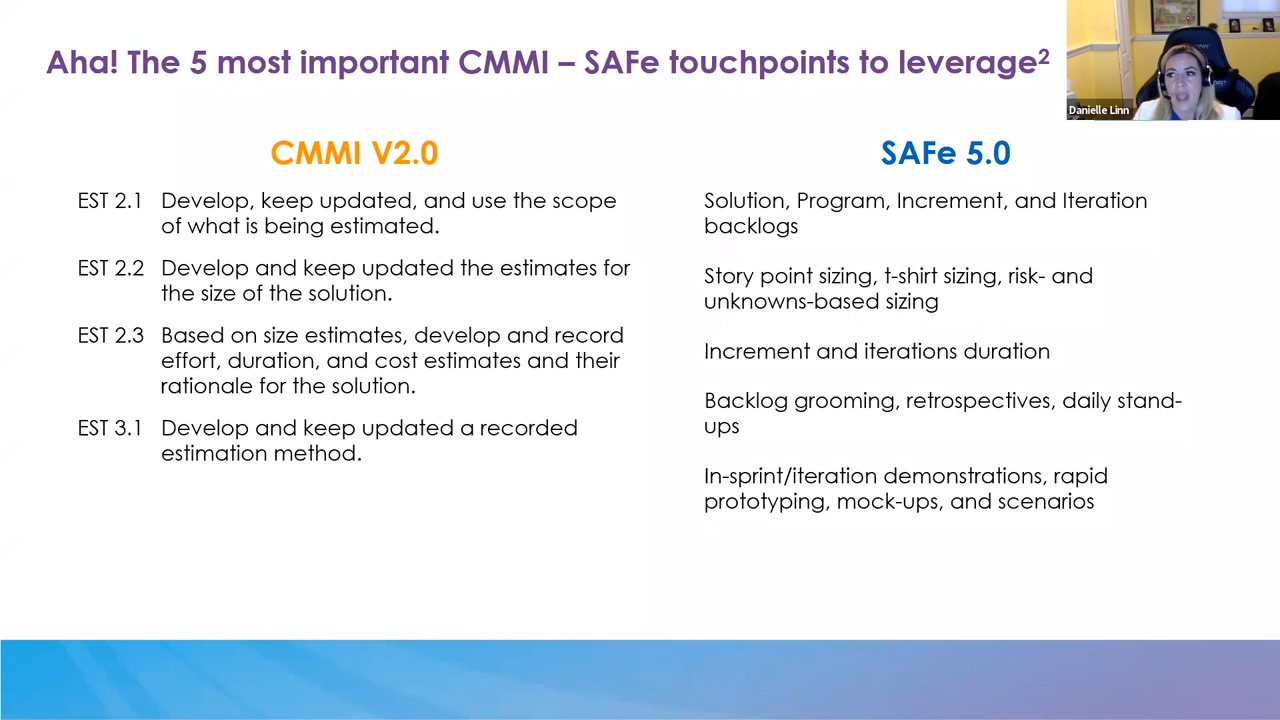 Aha! The 5 most important CMMI – SAFe touchpoints to leverage²
Danielle Linn
CMMI V2.0
EST 2.1 Develop, keep updated, and use the scope
of what is being estimated.
EST 2.2 Develop and keep updated the estimates for
the size of the solution.
EST 2.3 Based on size estimates, develop and record
effort, duration, and cost estimates and their
rationale for the solution.
EST 3.1 Develop and keep updated a recorded
estimation method.
SAFe 5.0
Solution, Program, Increment, and Iteration
backlogs
Story point sizing, t-shirt sizing, risk- and
unknowns-based sizing
Increment and iterations duration
Backlog grooming, retrospectives, daily stand-
ups
In-sprint/iteration demonstrations, rapid
prototyping, mock-ups, and scenarios